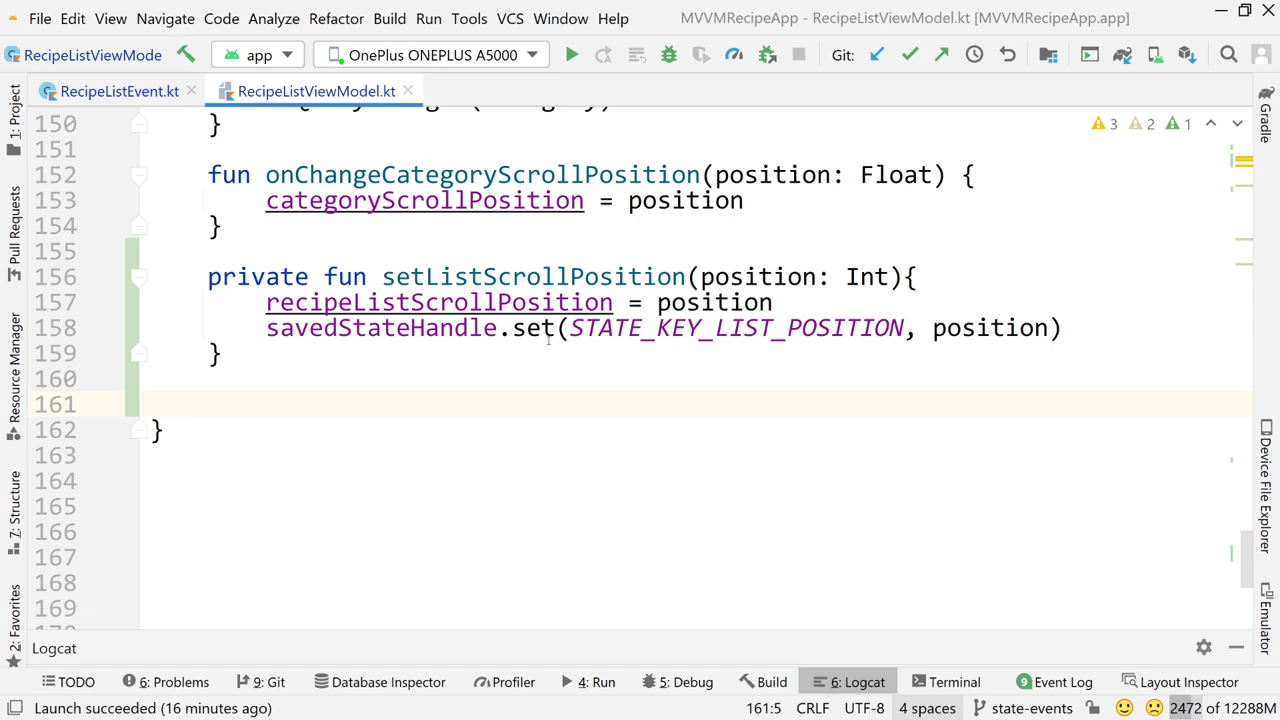 File Edit View Navigate Code Analyze Refactor Build Run Tools VCS Window Help MVVMRecipeApp - RecipeListViewModel.kt [MVVMRecipeApp.app]
RecipeListViewMode app OnePlus ONEPLUS A5000 Git:
RecipeListEvent.kt RecipeListViewModel.kt
1: Project
Pull Requests
Resource Manager
7: Structure
2: Favorites
150 }
151
152 fun onChangeCategoryScrollPosition(position: Float) {
153 categoryScrollPosition = position
154 }
155
156 private fun setListScrollPosition(position: Int){
157 recipeListScrollPosition = position
158 savedStateHandle.set(STATE_KEY_LIST_POSITION, position)
159 }
160
161
162 }
163
164
165
166
167
168
169
3 2 1
Gradle
Device File Explorer
Emulator
Logcat
TODO 6: Problems 9: Git Database Inspector Profiler 4: Run 5: Debug Build 6: Logcat Terminal 9 Event Log Layout Inspector
Launch succeeded (16 minutes ago) 161:5 CRLF UTF-8 4 spaces state-events 2472 of 12288M